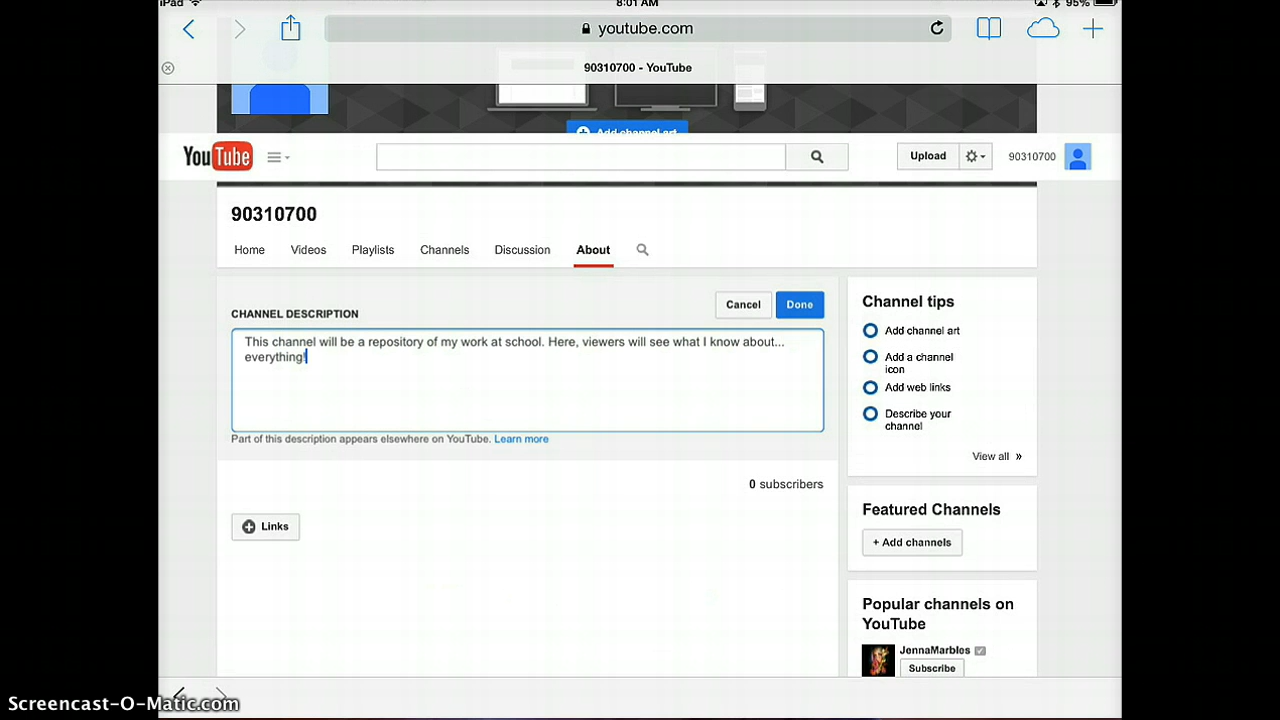 iPad 8:01 AM 95%
youtube.com
90310700 - YouTube
Add channel art
YouTube Upload 90310700
90310700
Home Videos Playlists Channels Discussion About
CHANNEL DESCRIPTION Cancel Done
This channel will be a repository of my work at school. Here, viewers will see what I know about...
everything!
Part of this description appears elsewhere on YouTube. Learn more
0 subscribers
Links
Channel tips
Add channel art
Add a channel
icon
Add web links
Describe your
channel
View all »
Featured Channels
+ Add channels
Popular channels on
YouTube
JennaMarbles
Subscribe
Screencast-O-Matic.com